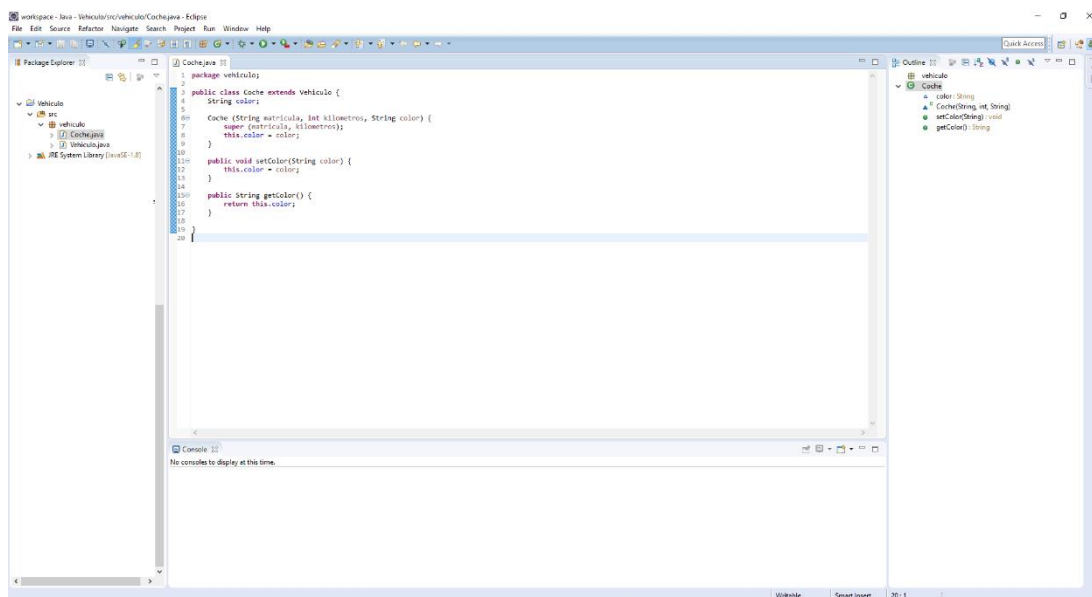 workspace - Java - Vehiculo/src/vehiculo/Coche.java - Eclipse
File Edit Source Refactor Navigate Search Project Run Window Help
Quick Access
Package Explorer
Vehiculo
src
vehiculo
Coche.java
Vehiculo.java
JRE System Library [JavaSE-1.8]
Coche.java
1 package vehiculo;
2
3 public class Coche extends Vehiculo {
4 String color;
5
6 Coche (String matricula, int kilometros, String color) {
7 super (matricula, kilometros);
8 this.color = color;
9 }
10
11 public void setColor(String color) {
12 this.color = color;
13 }
14
15 public String getColor() {
16 return this.color;
17 }
18
19 }
20
Console
No consoles to display at this time.
Outline
vehiculo
Coche
color : String
Coche(String, int, String)
setColor(String) : void
getColor() : String
Writable Smart Insert 20 : 1